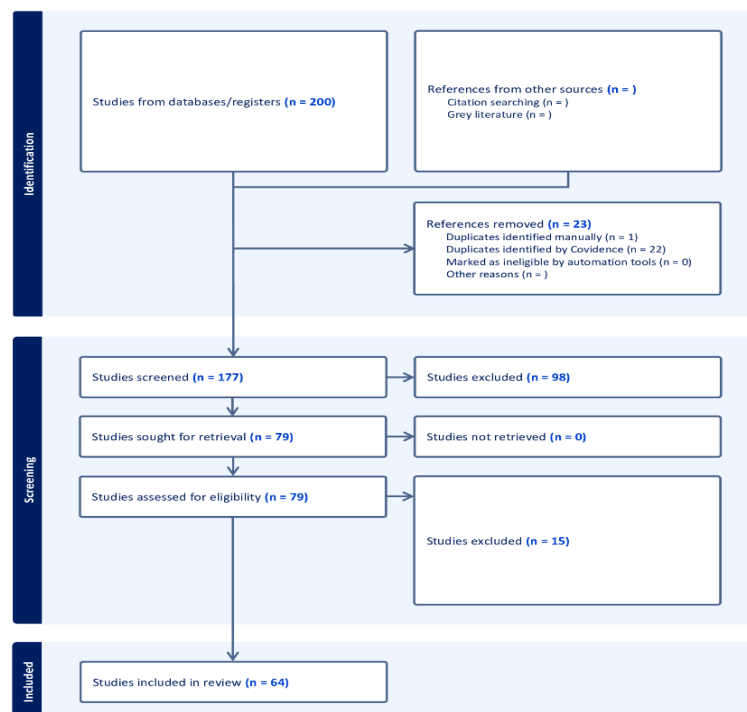 Identification
Studies from databases/registers (n = 200)
References from other sources (n = )
Citation searching (n = )
Grey literature (n = )
References removed (n = 23)
Duplicates identified manually (n = 1)
Duplicates identified by Covidence (n = 22)
Marked as ineligible by automation tools (n = 0)
Other reasons (n = )
Screening
Studies screened (n = 177)
Studies excluded (n = 98)
Studies sought for retrieval (n = 79)
Studies not retrieved (n = 0)
Studies assessed for eligibility (n = 79)
Studies excluded (n = 15)
Included
Studies included in review (n = 64)